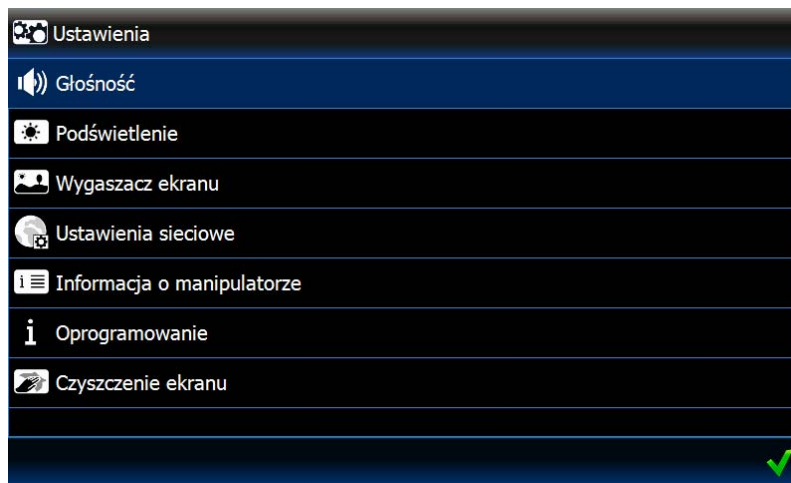 Ustawienia
Głośność
Podświetlenie
Wygaszacz ekranu
Ustawienia sieciowe
Informacja o manipulatorze
Oprogramowanie
Czyszczenie ekranu